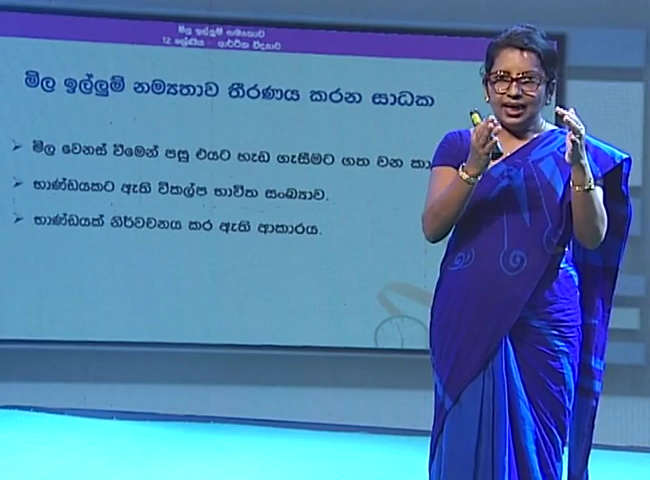 මිල ඉල්ලුම් නම්‍යතාව
12 ශ්‍රේණිය - ආර්ථික විද්‍යාව
මිල ඉල්ලුම් නම්‍යතාව තීරණය කරන සාධක
➢ මිල වෙනස් වීමෙන් පසු එයට හැඩ ගැසීමට ගත වන කා
➢ භාණ්ඩයකට ඇති විකල්ප භාවිත සංඛ්‍යාව.
➢ භාණ්ඩයක් නිර්වචනය කර ඇති ආකාරය.